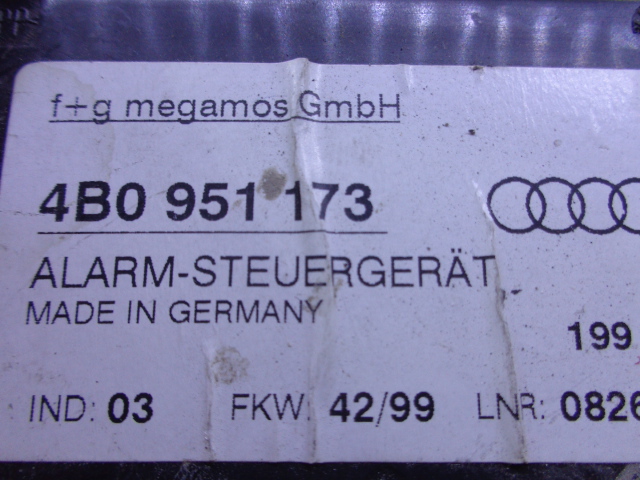 f+g megamos GmbH
4B0 951 173
ALARM-STEUERGERÄT
MADE IN GERMANY
199
IND: 03 FKW: 42/99 LNR: 0826